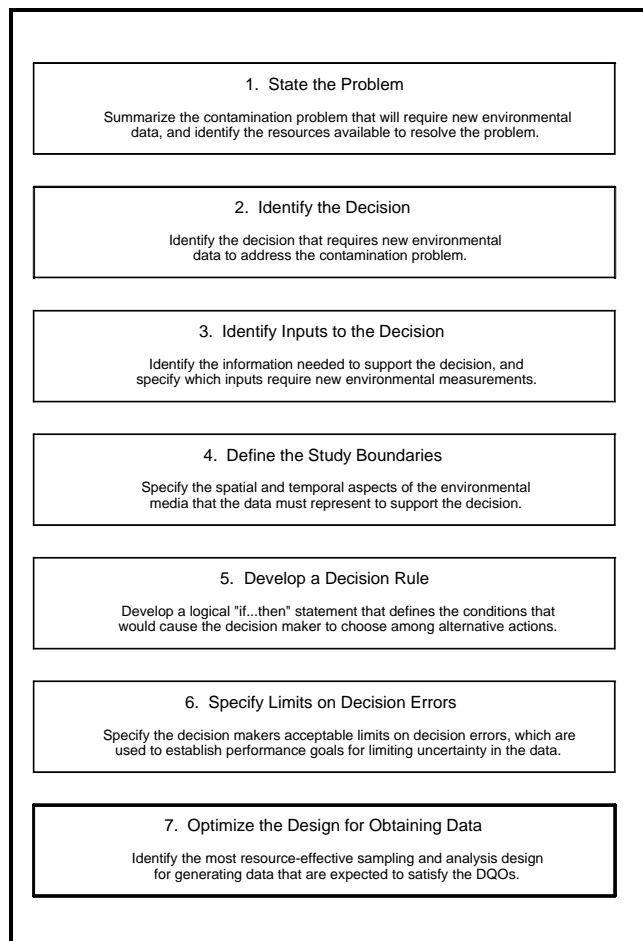 1. State the Problem
Summarize the contamination problem that will require new environmental
data, and identify the resources available to resolve the problem.
2. Identify the Decision
Identify the decision that requires new environmental
data to address the contamination problem.
3. Identify Inputs to the Decision
Identify the information needed to support the decision, and
specify which inputs require new environmental measurements.
4. Define the Study Boundaries
Specify the spatial and temporal aspects of the environmental
media that the data must represent to support the decision.
5. Develop a Decision Rule
Develop a logical "if...then" statement that defines the conditions that
would cause the decision maker to choose among alternative actions.
6. Specify Limits on Decision Errors
Specify the decision makers acceptable limits on decision errors, which are
used to establish performance goals for limiting uncertainty in the data.
7. Optimize the Design for Obtaining Data
Identify the most resource-effective sampling and analysis design
for generating data that are expected to satisfy the DQOs.